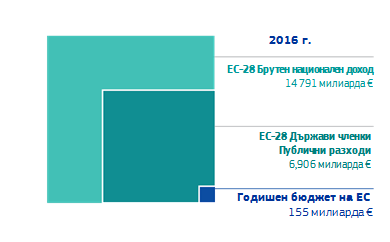 2016 г.
ЕС-28 Брутен национален доход
14 791 милиарда €
ЕС-28 Държави членки
Публични разходи
6,906 милиарда €
Годишен бюджет на ЕС
155 милиарда €